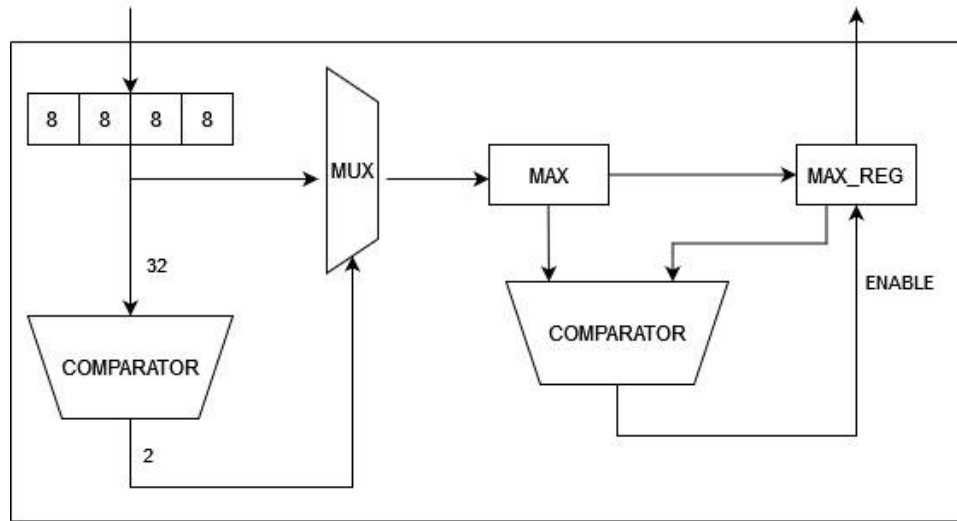 8 8 8 8
MUX
MAX
MAX_REG
32
ENABLE
COMPARATOR
COMPARATOR
2